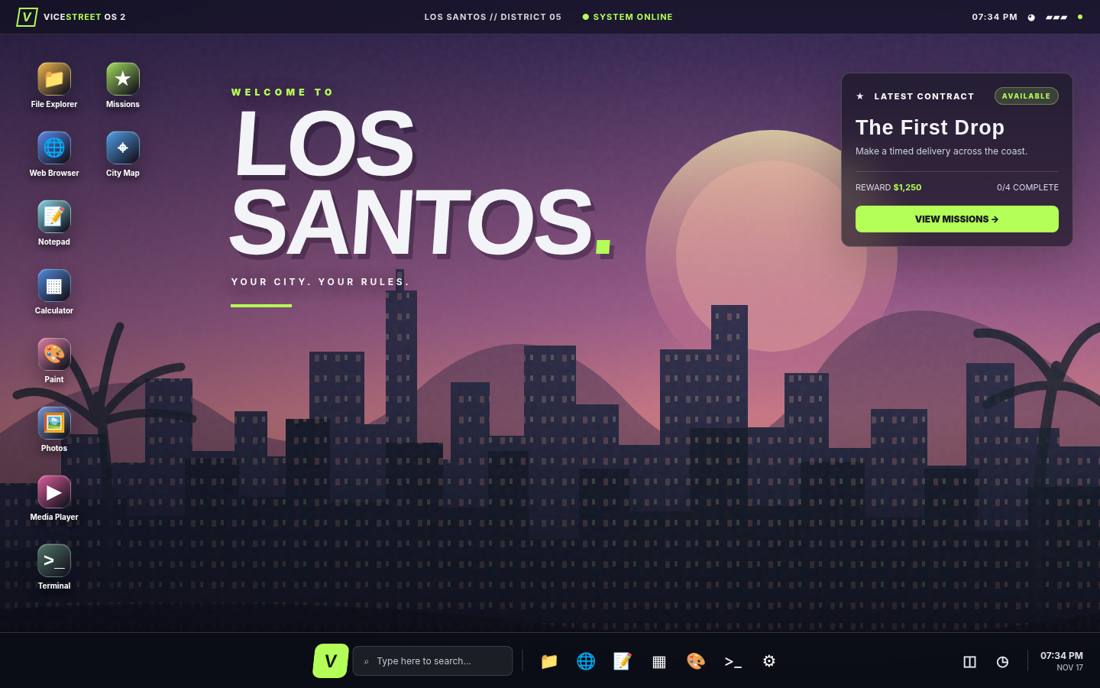 V VICESTREET OS 2
LOS SANTOS // DISTRICT 05
SYSTEM ONLINE
07:34 PM
File Explorer
Missions
Web Browser
City Map
Notepad
Calculator
Paint
Photos
Media Player
>_
Terminal
WELCOME TO
LOS
SANTOS.
YOUR CITY. YOUR RULES.
★ LATEST CONTRACT
AVAILABLE
The First Drop
Make a timed delivery across the coast.
REWARD $1,250
0/4 COMPLETE
VIEW MISSIONS →
V
Type here to search...
>_
07:34 PM
NOV 17